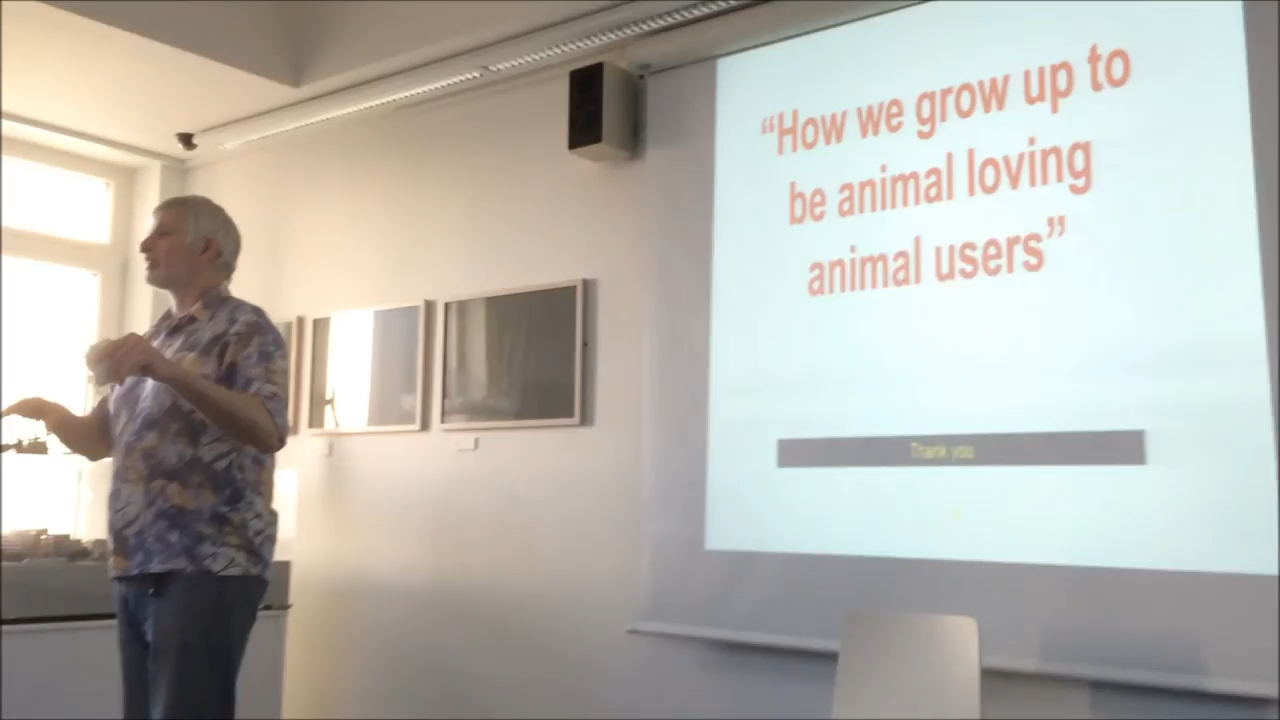 “How we grow up to
be animal loving
animal users”
Thank you